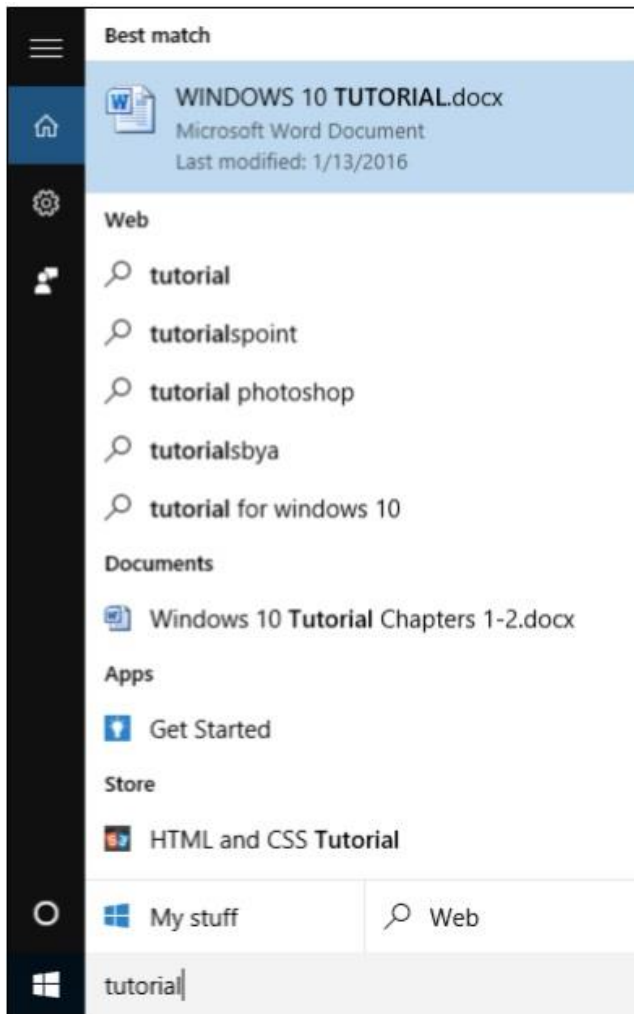 Best match
WINDOWS 10 TUTORIAL.docx
Microsoft Word Document
Last modified: 1/13/2016
Web
tutorial
tutorialspoint
tutorial photoshop
tutorialsbya
tutorial for windows 10
Documents
Windows 10 Tutorial Chapters 1-2.docx
Apps
Get Started
Store
HTML and CSS Tutorial
My stuff
Web
tutorial